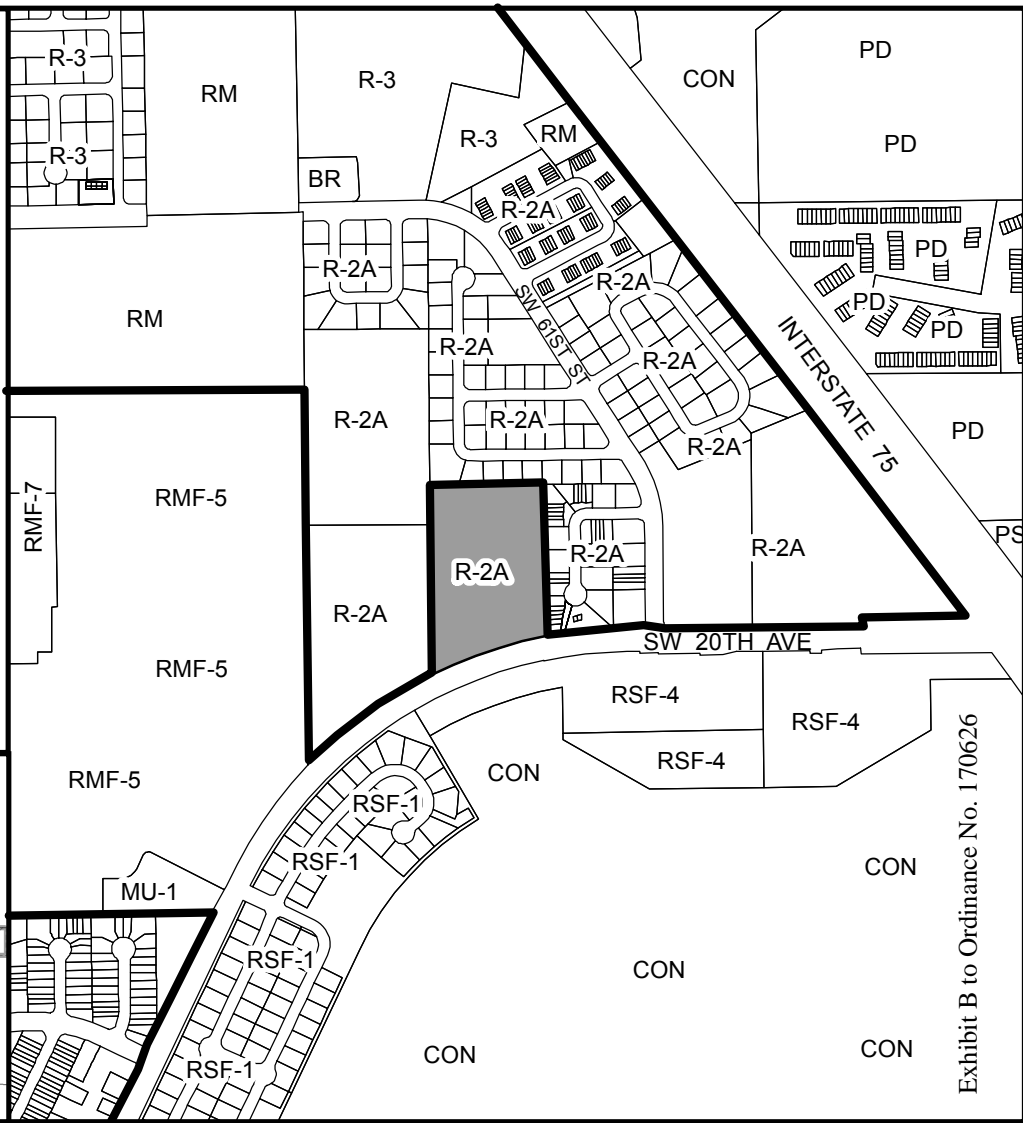 R-3
RM
R-3
CON
PD
R-3
RM
PD
R-3
BR
R-2A
PD
R-2A
R-2A
PD
RM
SW 61ST ST
R-2A
R-2A
PD
INTERSTATE 75
R-2A
R-2A
R-2A
PD
RMF-7
RMF-5
PS
R-2A
R-2A
R-2A
R-2A
SW 20TH AVE
RMF-5
RSF-4
RSF-4
RSF-4
RMF-5
CON
RSF-1
RSF-1
MU-1
CON
RSF-1
CON
CON
CON
RSF-1
Exhibit B to Ordinance No. 170626